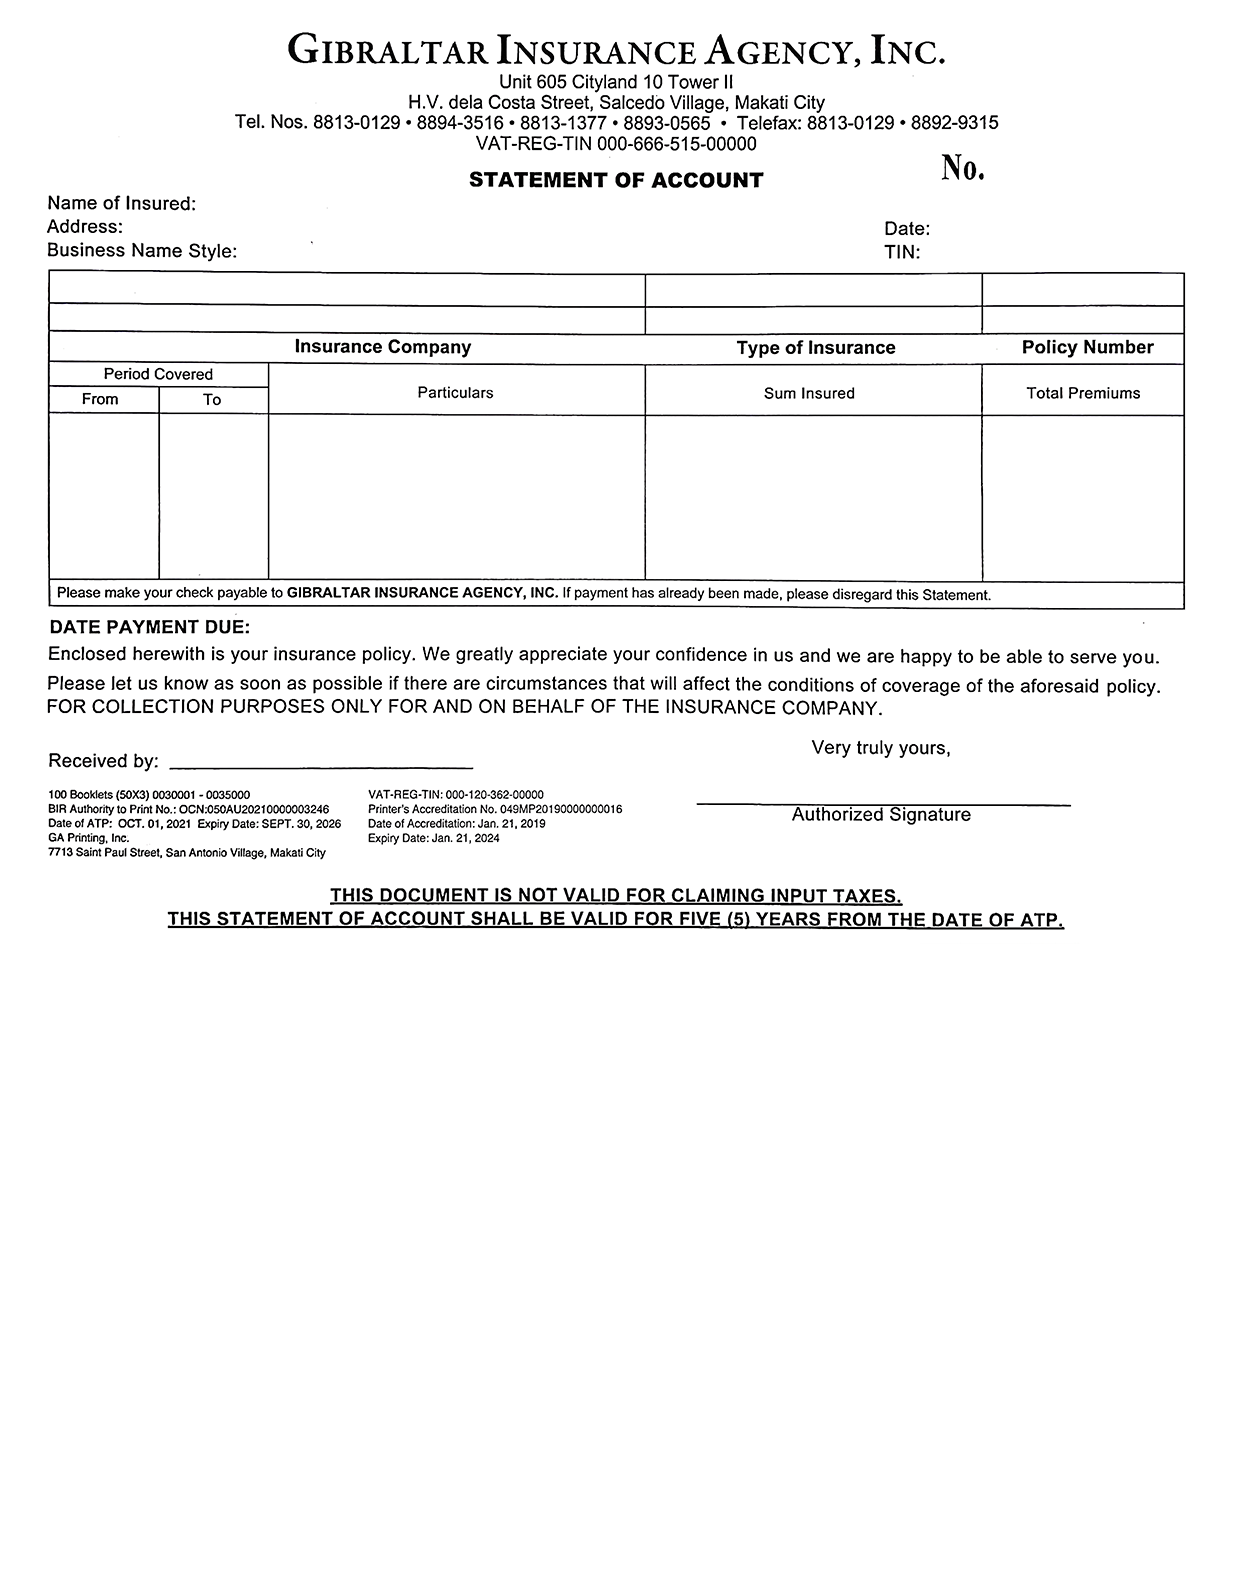 GIBRALTAR INSURANCE AGENCY, INC.
Unit 605 Cityland 10 Tower II
H.V. dela Costa Street, Salcedo Village, Makati City
Tel. Nos. 8813-0129 • 8894-3516 • 8813-1377 • 8893-0565 • Telefax: 8813-0129 • 8892-9315
VAT-REG-TIN 000-666-515-00000
No.
STATEMENT OF ACCOUNT
Name of Insured:
Address:
Date:
Business Name Style:
TIN:
Insurance Company
Type of Insurance
Policy Number
Period Covered
From
To
Particulars
Sum Insured
Total Premiums
Please make your check payable to GIBRALTAR INSURANCE AGENCY, INC. If payment has already been made, please disregard this Statement.
DATE PAYMENT DUE:
Enclosed herewith is your insurance policy. We greatly appreciate your confidence in us and we are happy to be able to serve you.
Please let us know as soon as possible if there are circumstances that will affect the conditions of coverage of the aforesaid policy.
FOR COLLECTION PURPOSES ONLY FOR AND ON BEHALF OF THE INSURANCE COMPANY.
Very truly yours,
Received by:
100 Booklets (50X3) 0030001 - 0035000
BIR Authority to Print No.: OCN:050AU20210000003246
Date of ATP: OCT. 01, 2021 Expiry Date: SEPT. 30, 2026
GA Printing, Inc.
7713 Saint Paul Street, San Antonio Village, Makati City
VAT-REG-TIN: 000-120-362-00000
Printer's Accreditation No. 049MP20190000000016
Date of Accreditation: Jan. 21, 2019
Expiry Date: Jan. 21, 2024
Authorized Signature
THIS DOCUMENT IS NOT VALID FOR CLAIMING INPUT TAXES.
THIS STATEMENT OF ACCOUNT SHALL BE VALID FOR FIVE (5) YEARS FROM THE DATE OF ATP.